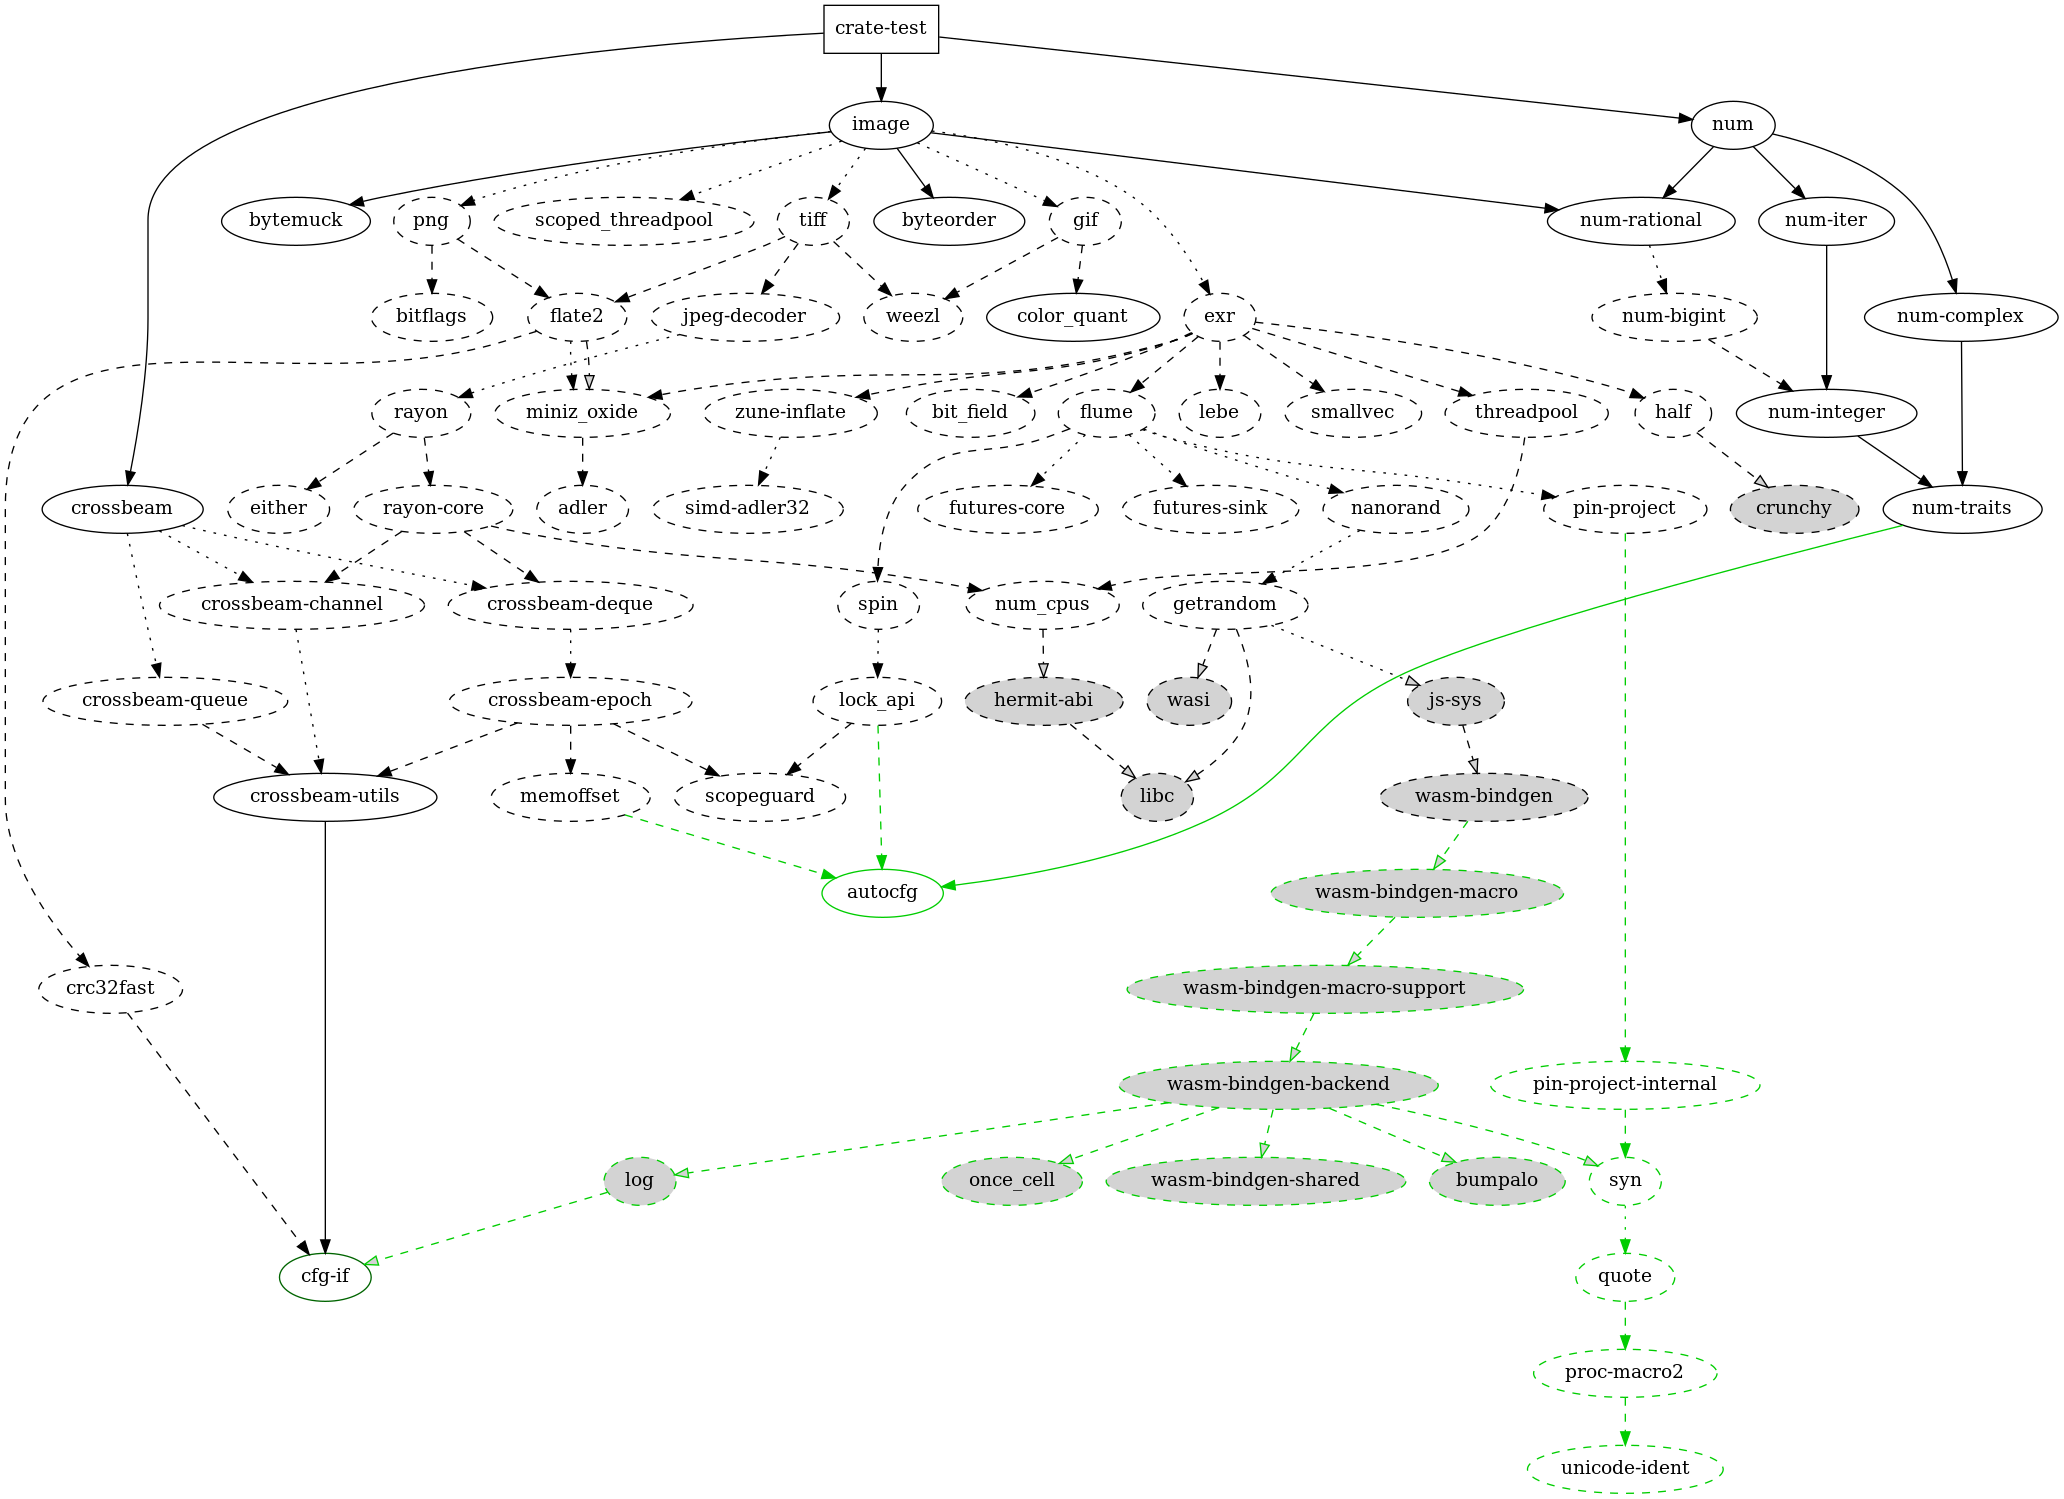 crate-test
image
num
bytemuck
png
scoped_threadpool
tiff
byteorder
gif
num-rational
num-iter
bitflags
flate2
jpeg-decoder
weezl
color_quant
exr
num-bigint
num-complex
rayon
miniz_oxide
zune-inflate
bit_field
flume
lebe
smallvec
threadpool
half
num-integer
crossbeam
either
rayon-core
adler
simd-adler32
futures-core
futures-sink
nanorand
pin-project
crunchy
num-traits
crossbeam-channel
crossbeam-deque
spin
num_cpus
getrandom
crossbeam-queue
crossbeam-epoch
lock_api
hermit-abi
wasi
js-sys
crossbeam-utils
memoffset
scopeguard
libc
wasm-bindgen
autocfg
wasm-bindgen-macro
crc32fast
wasm-bindgen-macro-support
wasm-bindgen-backend
pin-project-internal
log
once_cell
wasm-bindgen-shared
bumpalo
syn
cfg-if
quote
proc-macro2
unicode-ident